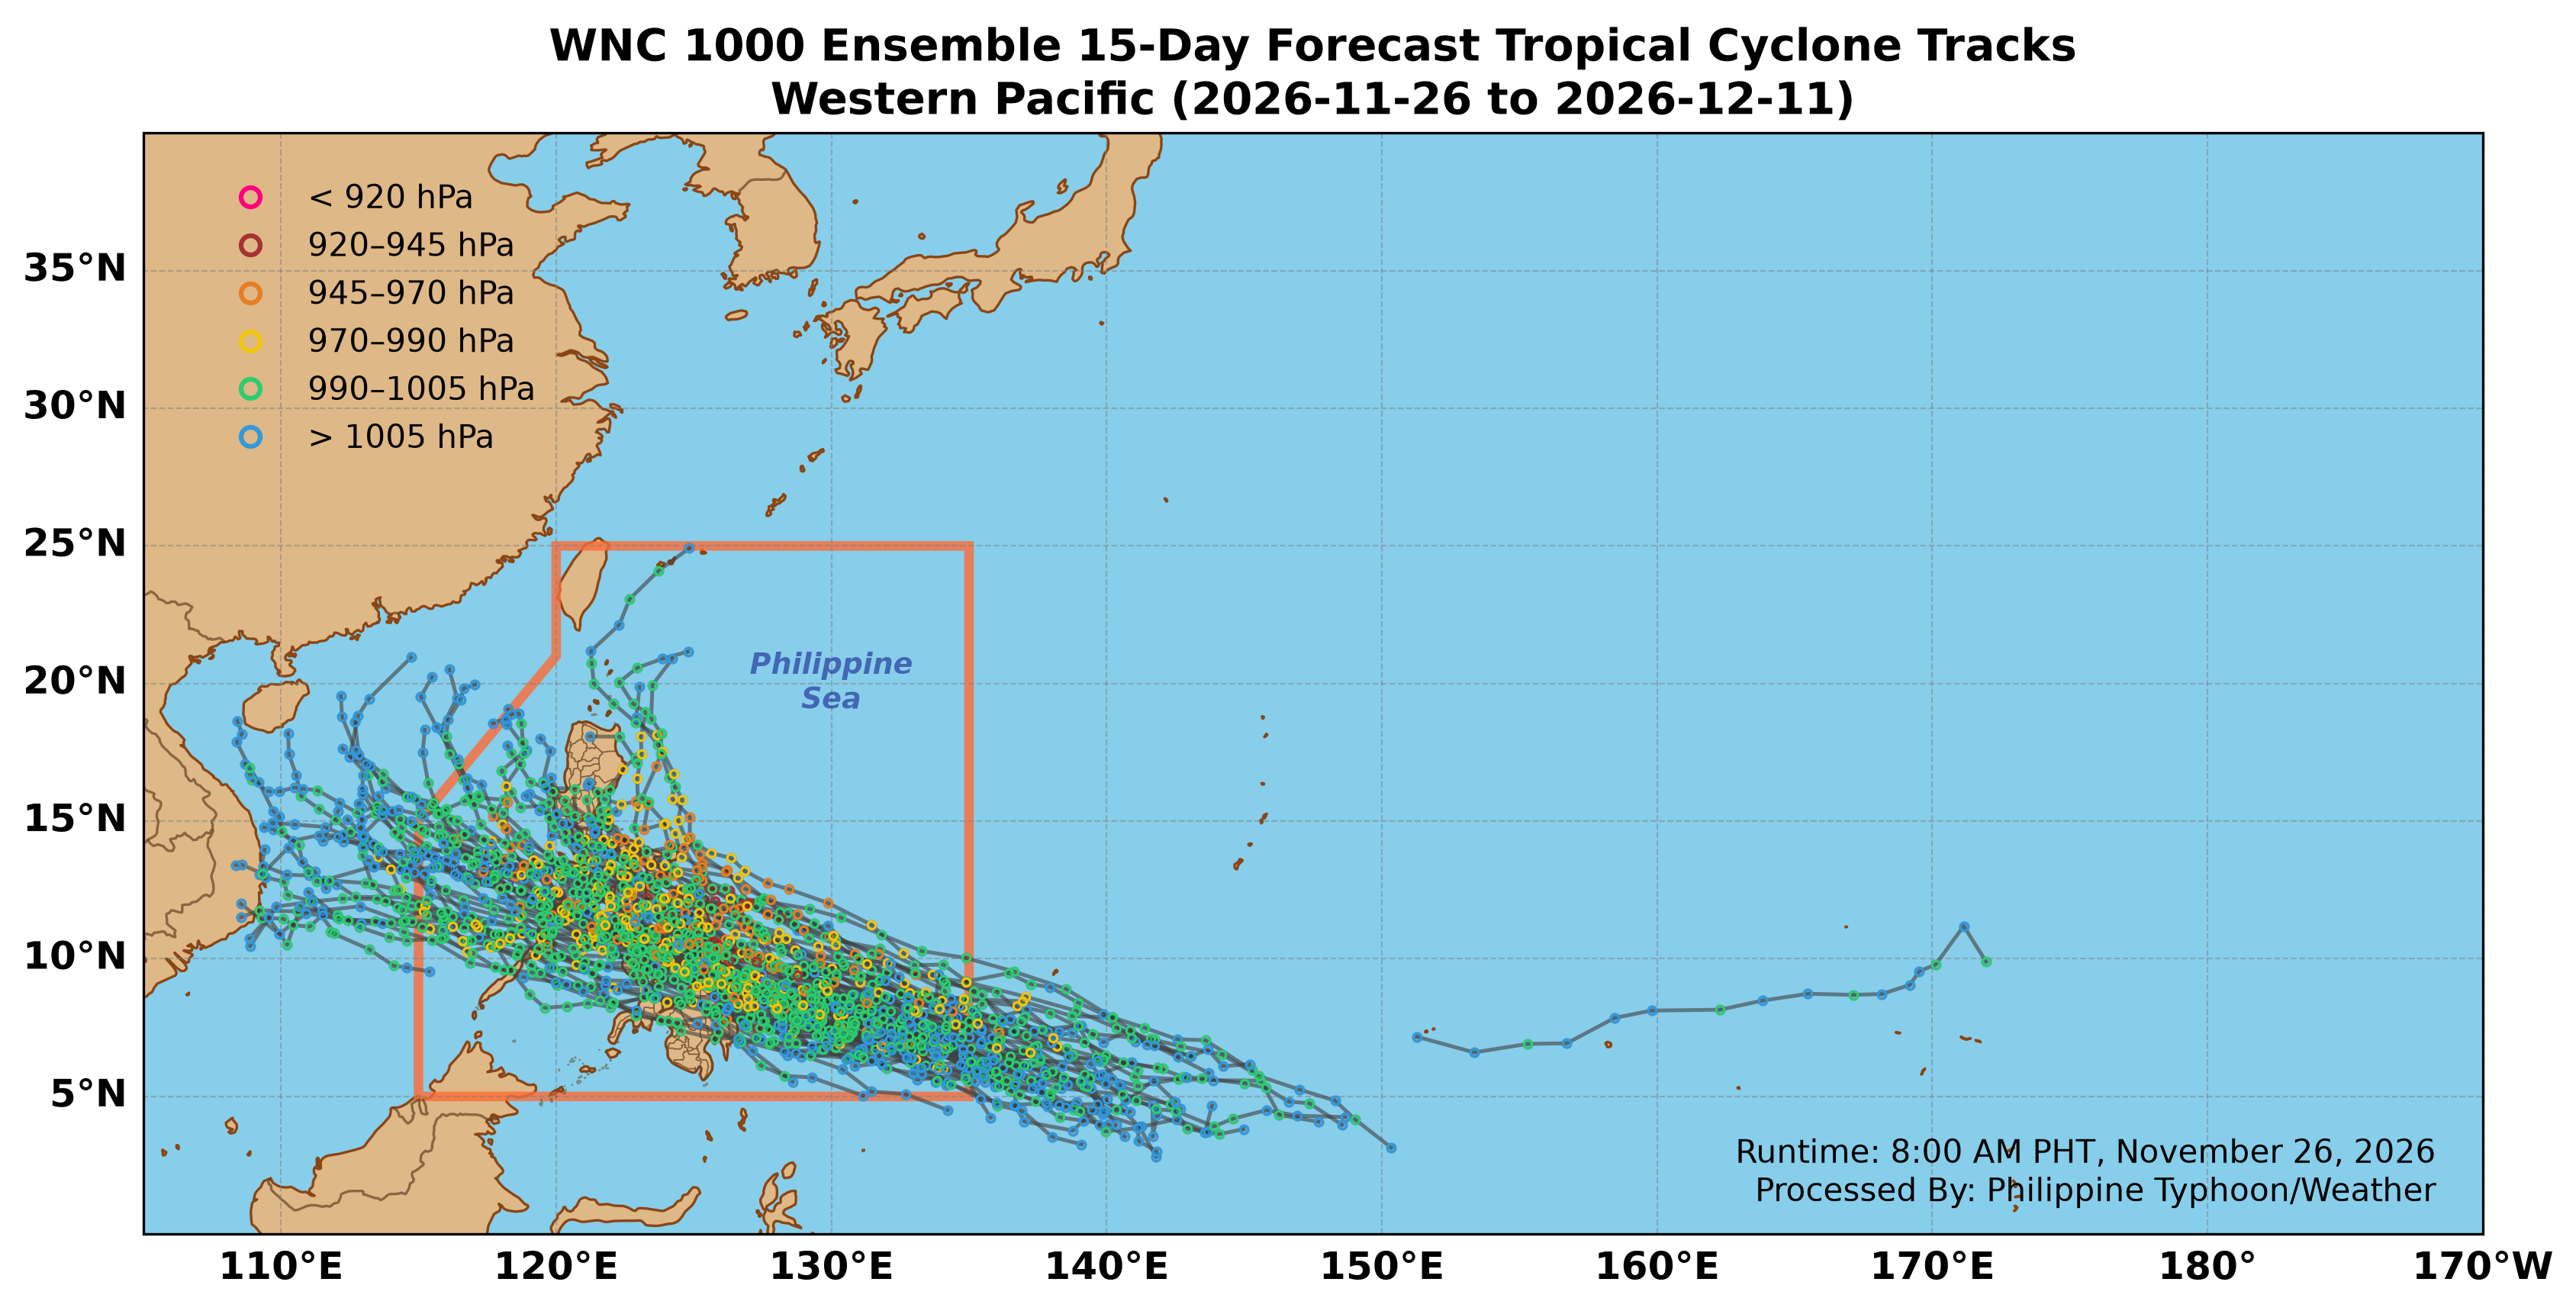 WNC 1000 Ensemble 15-Day Forecast Tropical Cyclone Tracks
Western Pacific (2026-11-26 to 2026-12-11)
< 920 hPa
920–945 hPa
945–970 hPa
970–990 hPa
990–1005 hPa
> 1005 hPa
35°N
30°N
25°N
20°N
15°N
10°N
5°N
Philippine
Sea
Runtime: 8:00 AM PHT, November 26, 2026
Processed By: Philippine Typhoon/Weather
110°E
120°E
130°E
140°E
150°E
160°E
170°E
180°
170°W